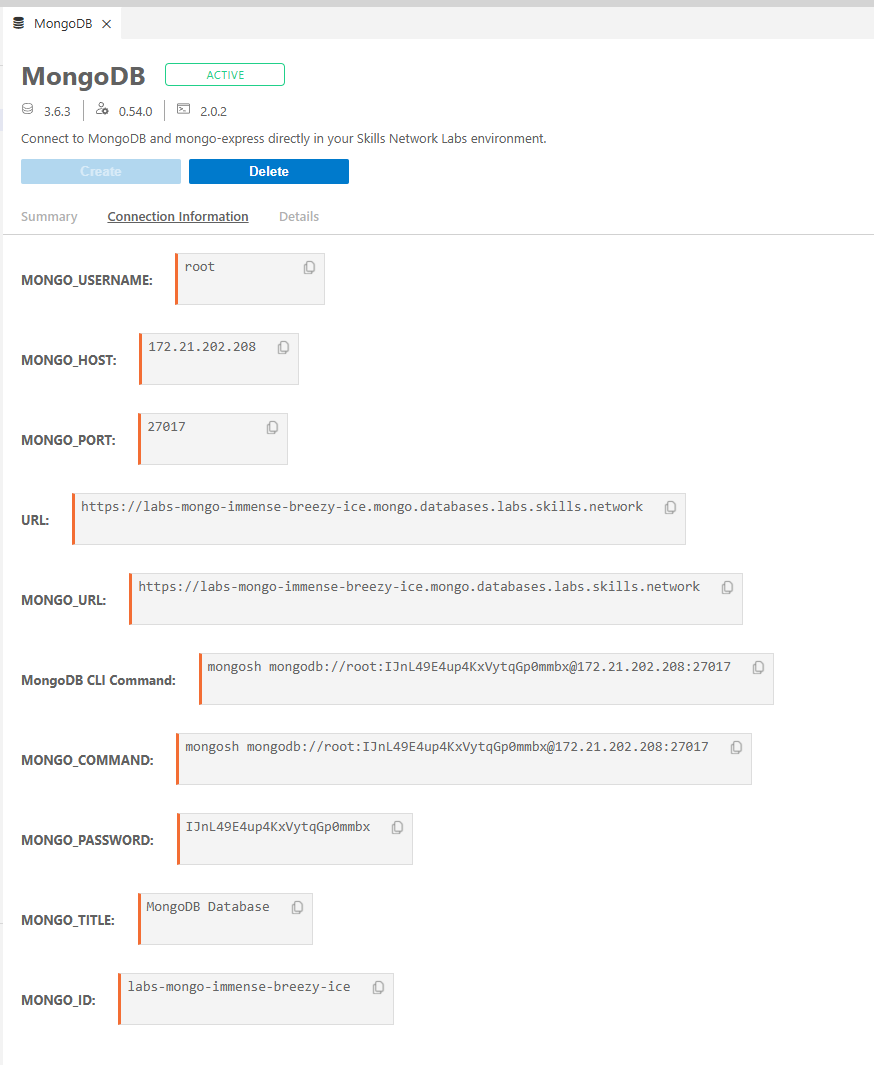 MongoDB
MongoDB ACTIVE
3.6.3 0.54.0 2.0.2
Connect to MongoDB and mongo-express directly in your Skills Network Labs environment.
Create Delete
Summary Connection Information Details
MONGO_USERNAME: root
MONGO_HOST: 172.21.202.208
MONGO_PORT: 27017
URL: https://labs-mongo-immense-breezy-ice.mongo.databases.labs.skills.network
MONGO_URL: https://labs-mongo-immense-breezy-ice.mongo.databases.labs.skills.network
MongoDB CLI Command: mongosh mongodb://root:IJnL49E4up4KxVytqGp0mmbx@172.21.202.208:27017
MONGO_COMMAND: mongosh mongodb://root:IJnL49E4up4KxVytqGp0mmbx@172.21.202.208:27017
MONGO_PASSWORD: IJnL49E4up4KxVytqGp0mmbx
MONGO_TITLE: MongoDB Database
MONGO_ID: labs-mongo-immense-breezy-ice